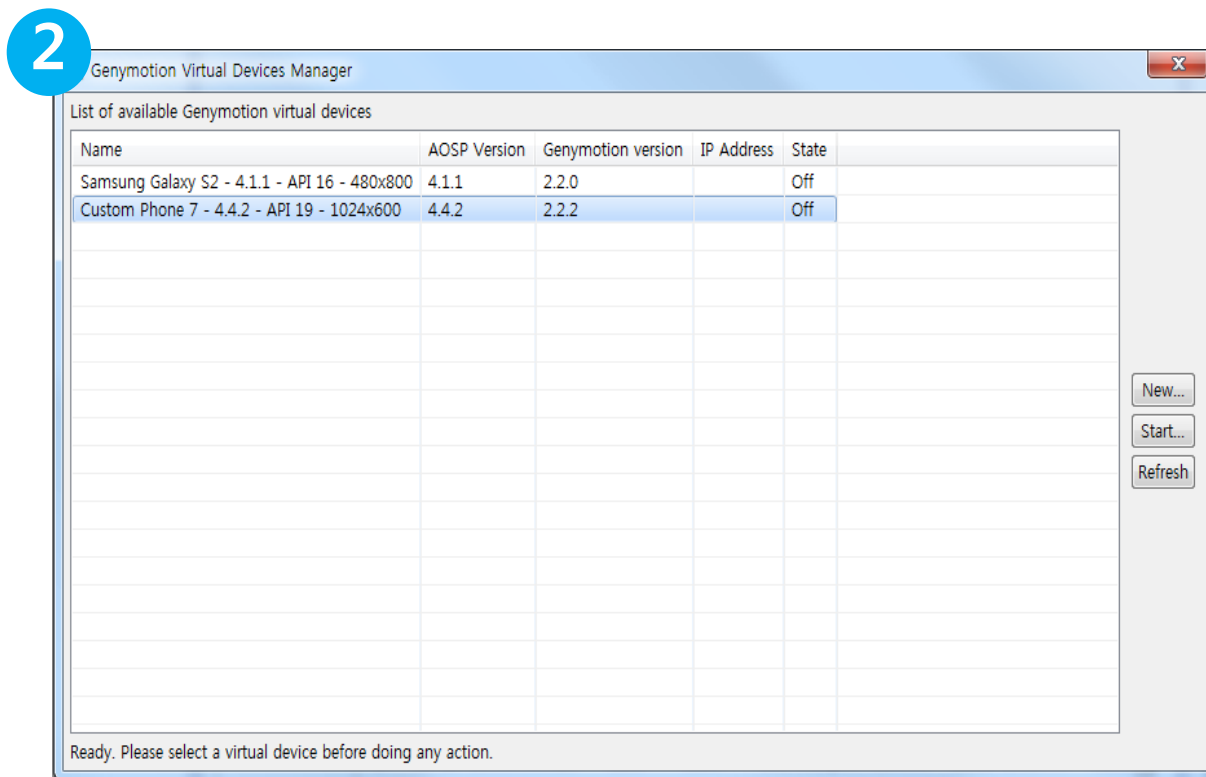 2
Genymotion Virtual Devices Manager
X
List of available Genymotion virtual devices
Name AOSP Version Genymotion version IP Address State
Samsung Galaxy S2 - 4.1.1 - API 16 - 480x800 4.1.1 2.2.0 Off
Custom Phone 7 - 4.4.2 - API 19 - 1024x600 4.4.2 2.2.2 Off
New...
Start...
Refresh
Ready. Please select a virtual device before doing any action.